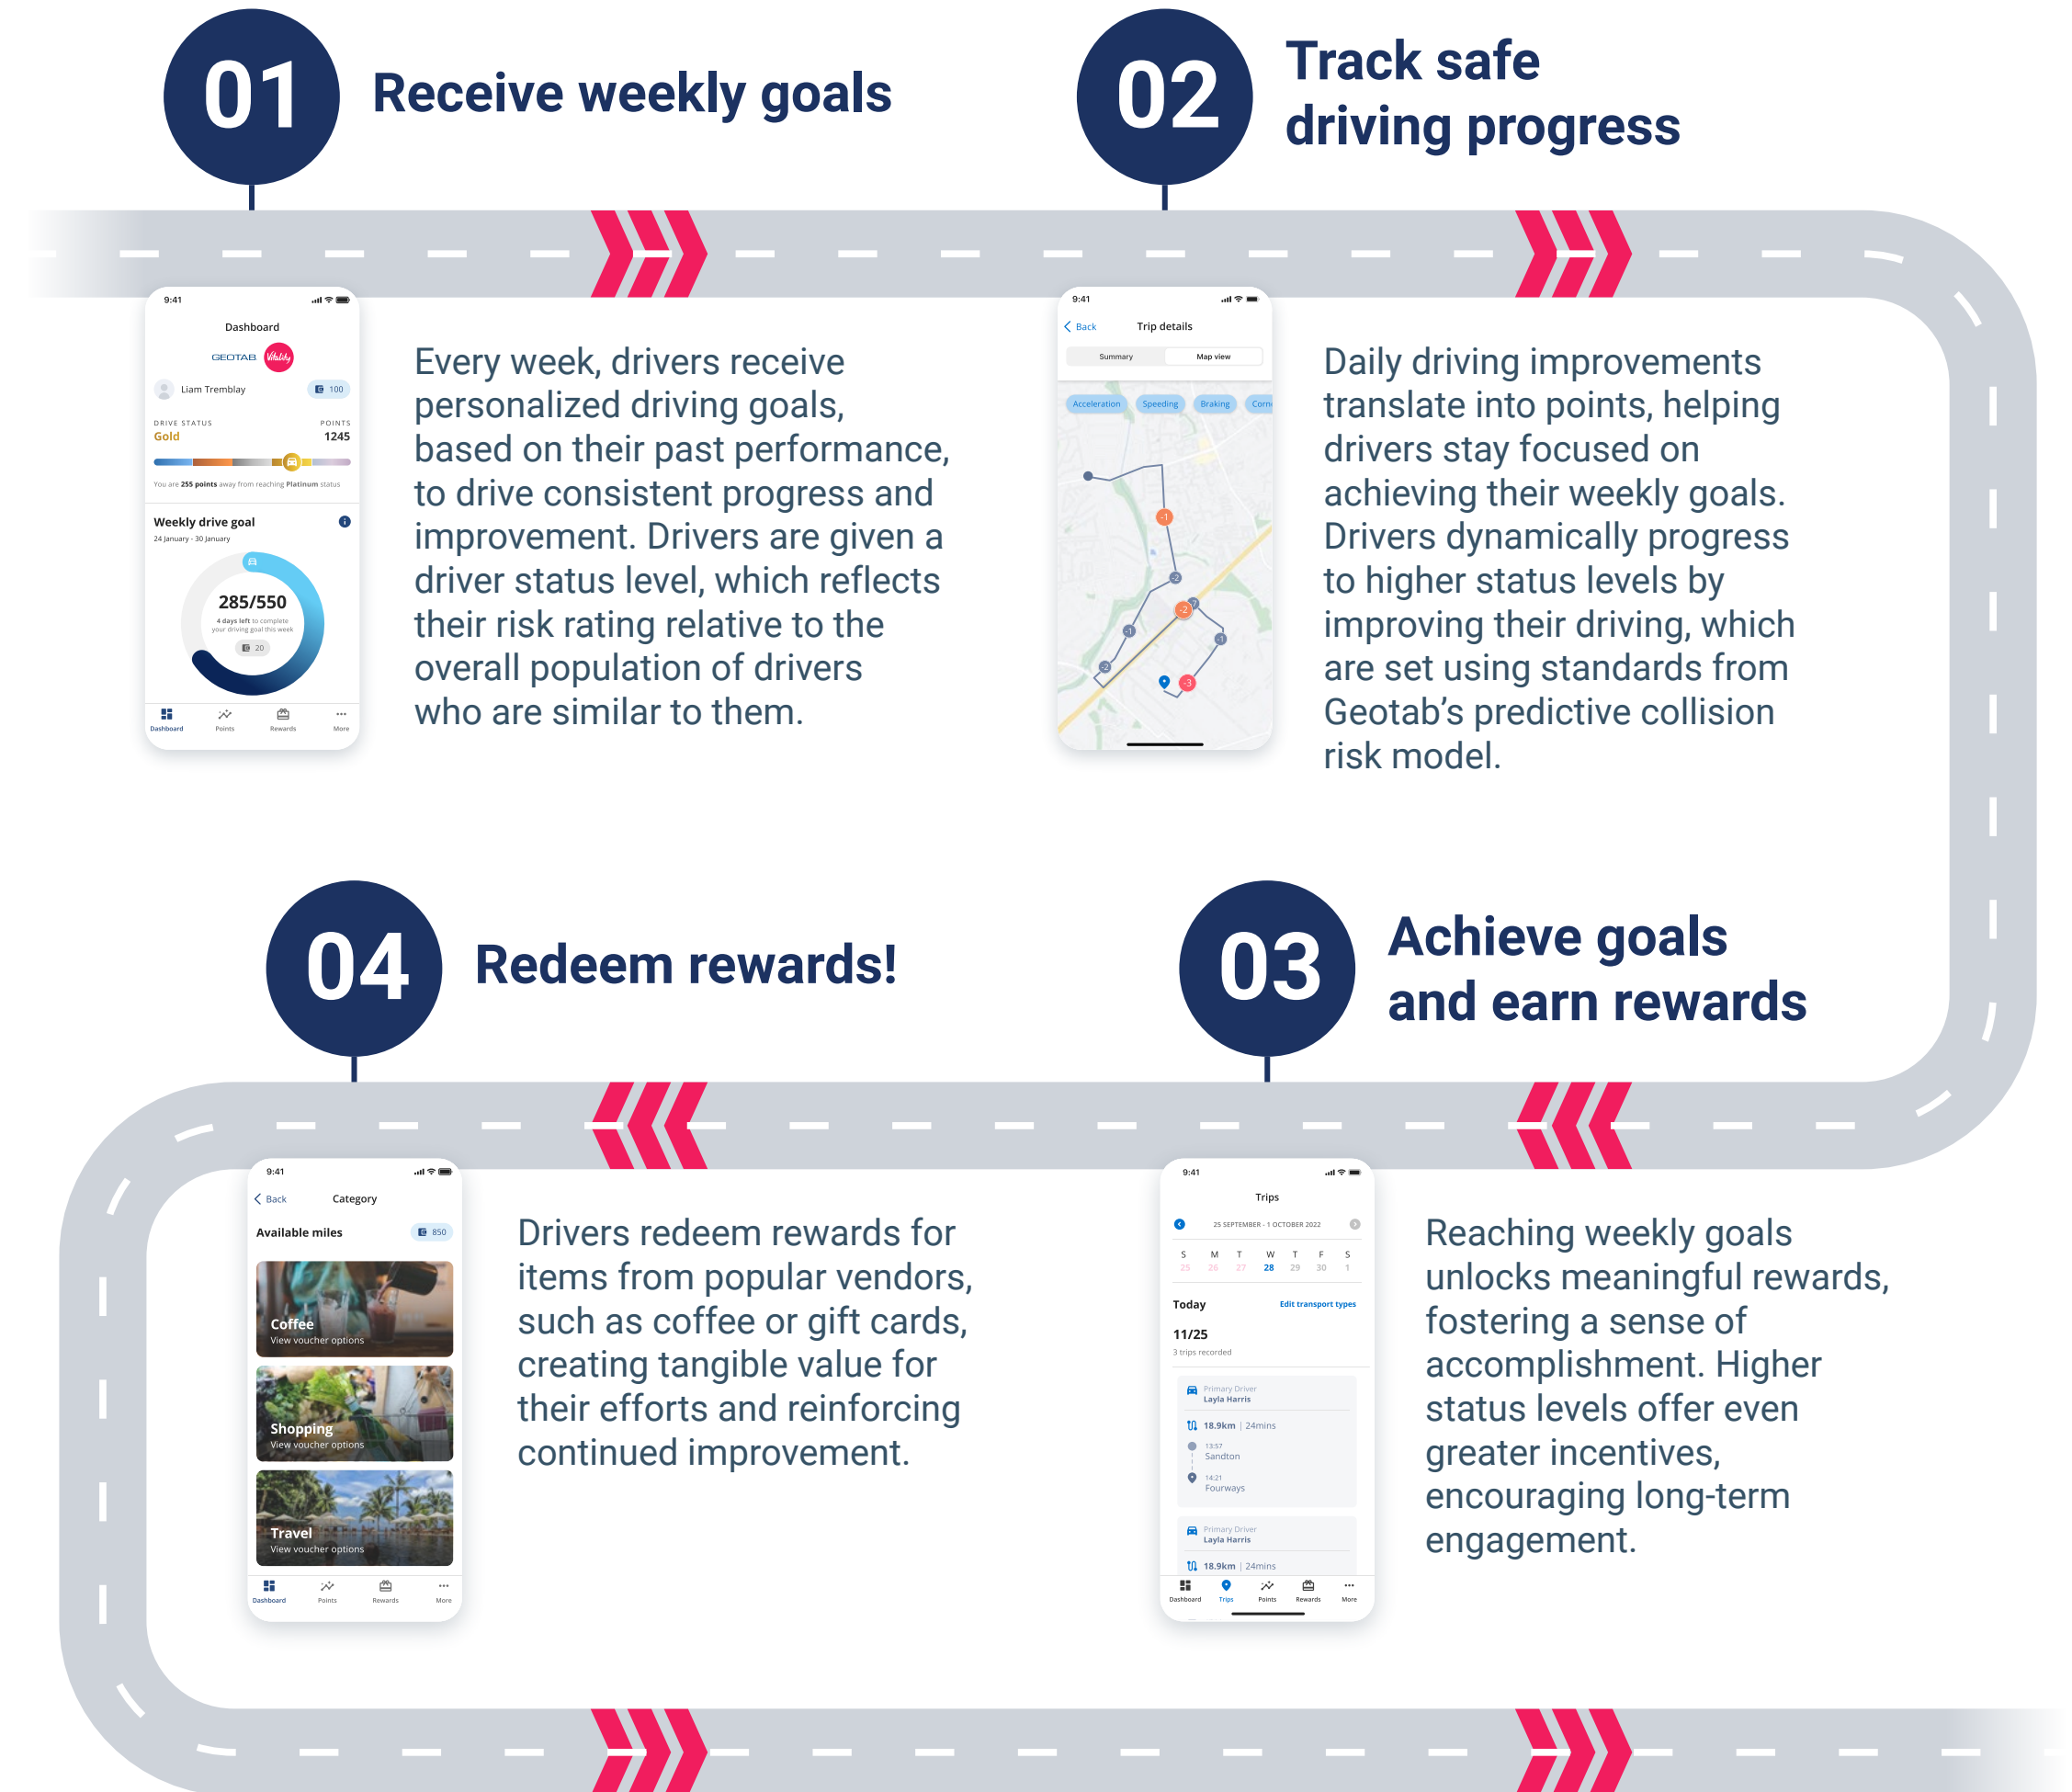 01
Receive weekly goals
9:41
Dashboard
GEOTAB Vitality
Liam Tremblay
100
DRIVE STATUS POINTS
Gold 1245
You are 255 points away from reaching Platinum status
Weekly drive goal
24 January - 30 January
285/550
4 days left to complete
your driving goal this week
20
Dashboard Points Rewards More
Every week, drivers receive
personalized driving goals,
based on their past performance,
to drive consistent progress and
improvement. Drivers are given a
driver status level, which reflects
their risk rating relative to the
overall population of drivers
who are similar to them.
02
Track safe
driving progress
9:41
Back Trip details
Summary Map view
Acceleration Speeding Braking Corn
-1
-2
-2
-1
-1
-2
-3
Daily driving improvements
translate into points, helping
drivers stay focused on
achieving their weekly goals.
Drivers dynamically progress
to higher status levels by
improving their driving, which
are set using standards from
Geotab's predictive collision
risk model.
03
Achieve goals
and earn rewards
9:41
Trips
25 SEPTEMBER - 1 OCTOBER 2022
S M T W T F S
25 26 27 28 29 30 1
Today Edit transport types
11/25
3 trips recorded
Primary Driver
Layla Harris
18.9km | 24mins
13:57
Sandton
14:21
Fourways
Primary Driver
Layla Harris
18.9km | 24mins
Dashboard Trips Points Rewards More
Reaching weekly goals
unlocks meaningful rewards,
fostering a sense of
accomplishment. Higher
status levels offer even
greater incentives,
encouraging long-term
engagement.
04
Redeem rewards!
9:41
Back Category
Available miles 850
Coffee
View voucher options
Shopping
View voucher options
Travel
View voucher options
Dashboard Points Rewards More
Drivers redeem rewards for
items from popular vendors,
such as coffee or gift cards,
creating tangible value for
their efforts and reinforcing
continued improvement.